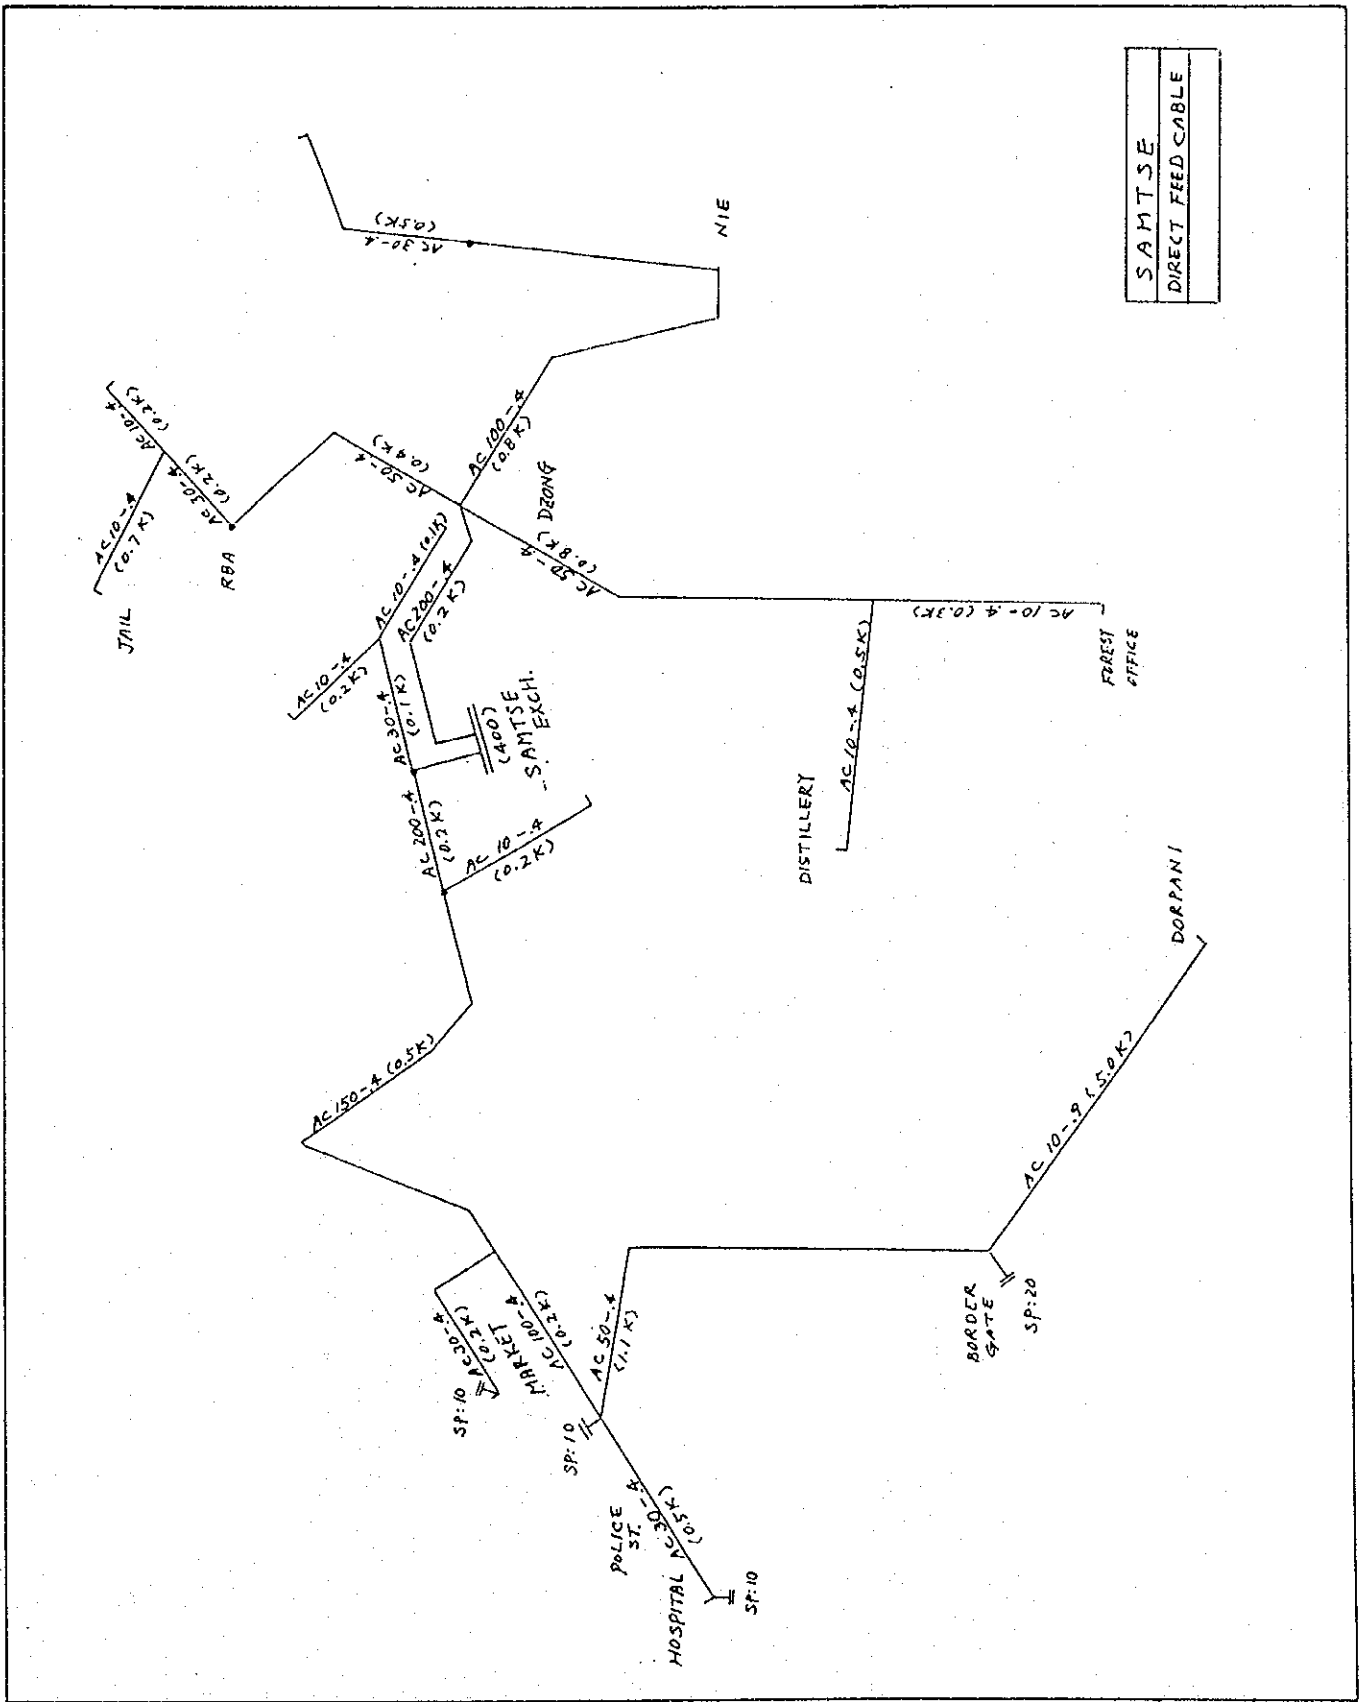 SAMTSE
DIRECT FEED CABLE
AC 30-.4
(0.5K)
NIE
AC 10-.4
(0.2K)
AC 10-.4
(0.7K)
JAIL
AC 30-.4
(0.2K)
RBA
AC 50-.4
(0.4K)
AC 100-.4
(0.8K)
DZONG
AC 50-.4
(0.8K)
AC 10-.4 (0.1K)
AC 200-.4
(0.2K)
AC 10-.4
(0.2K)
AC 30-.4
(0.1K)
(400)
SAMTSE
EXCH.
AC 200-.4
(0.2K)
AC 10-.4
(0.2K)
AC 10-.4 (0.3K)
FOREST
OFFICE
AC 10-.4 (0.5K)
DISTILLERY
AC 150-.4 (0.5K)
DORPANI
AC 10-.9 (5.0K)
AC 30-.4
(0.2K)
SP:10
MARKET
AC 100-.4
(0.2K)
AC 50-.4
(1.1K)
SP:10
BORDER
GATE
SP:20
POLICE
ST.
AC 30-.4
(0.5K)
HOSPITAL
SP:10